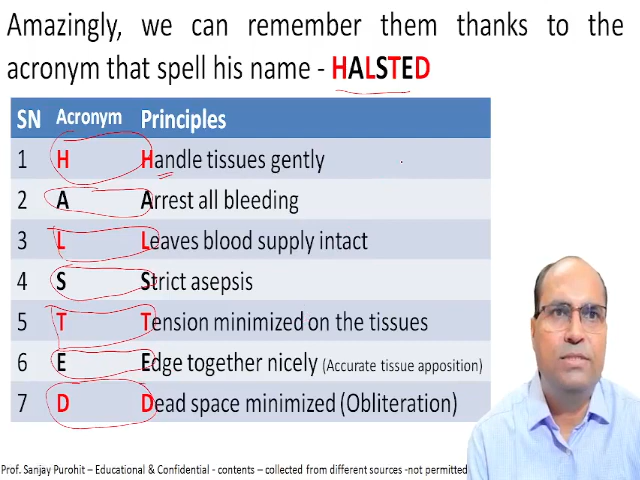 Amazingly, we can remember them thanks to the
acronym that spell his name - HALSTED
SN Acronym Principles
1 H Handle tissues gently
2 A Arrest all bleeding
3 L Leaves blood supply intact
4 S Strict asepsis
5 T Tension minimized on the tissues
6 E Edge together nicely (Accurate tissue apposition)
7 D Dead space minimized (Obliteration)
Prof. Sanjay Purohit – Educational & Confidential - contents – collected from different sources -not permitted